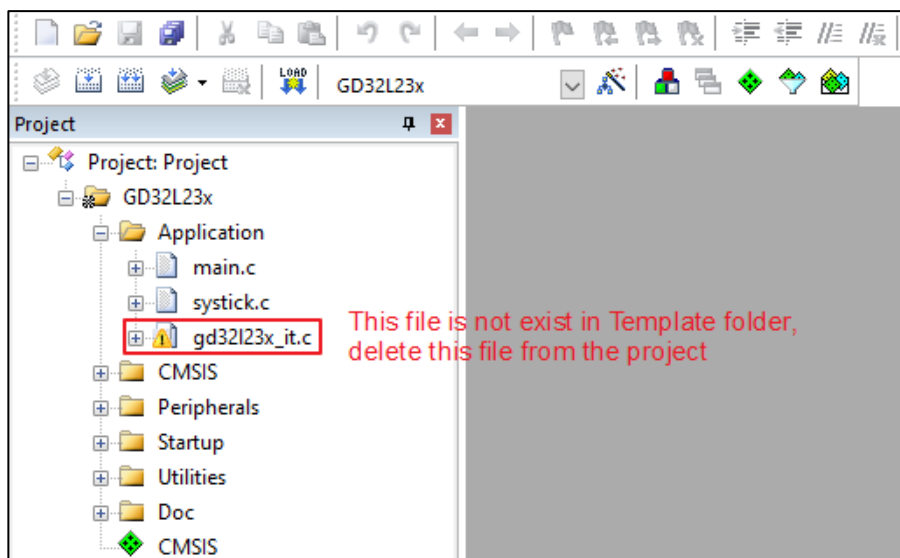 LOAD
GD32L23x
Project
Project: Project
GD32L23x
Application
main.c
systick.c
gd32l23x_it.c
This file is not exist in Template folder,
delete this file from the project
CMSIS
Peripherals
Startup
Utilities
Doc
CMSIS